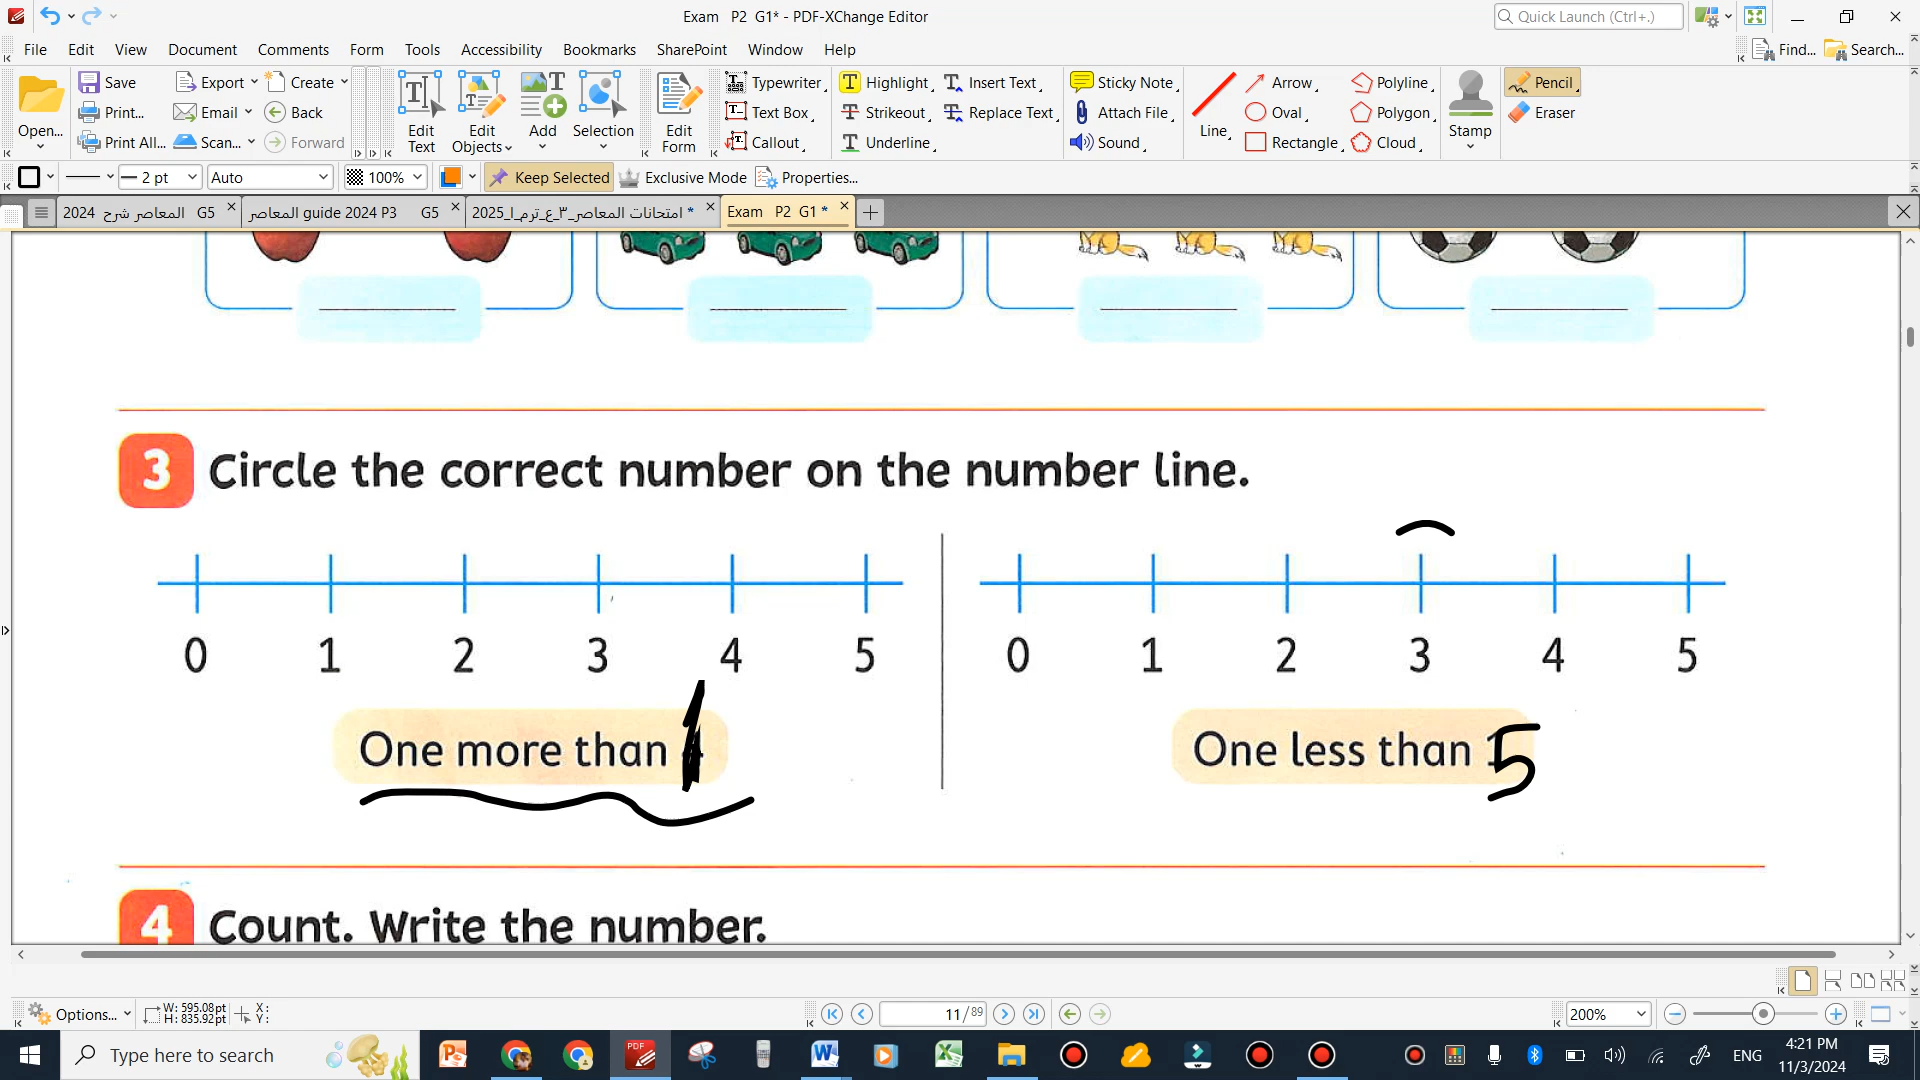 Exam P2 G1* - PDF-XChange Editor
Quick Launch (Ctrl+.)
File Edit View Document Comments Form Tools Accessibility Bookmarks SharePoint Window Help
Find... Search...
Open...
Save Export Create
Print... Email Back
Print All... Scan... Forward
Edit Text
Edit Objects
Add
Selection
Edit Form
Typewriter Highlight Insert Text Sticky Note
Text Box Strikeout Replace Text Attach File
Callout Underline Sound
Line
Arrow Polyline
Oval Polygon
Rectangle Cloud
Stamp
Pencil
Eraser
2 pt Auto 100% Keep Selected Exclusive Mode Properties...
المعاصر شرح 2024 G5
المعاصر guide 2024 P3 G5
امتحانات المعاصر_٣_ع_ترم_ا_2025 *
Exam P2 G1 *
3 Circle the correct number on the number line.
0 1 2 3 4 5
0 1 2 3 4 5
One more than 1
One less than 5
4 Count. Write the number.
Options...
W: 595.08pt
H: 835.92pt
X:
Y:
11 / 89
200%
Type here to search
PDF
ENG
4:21 PM
11/3/2024